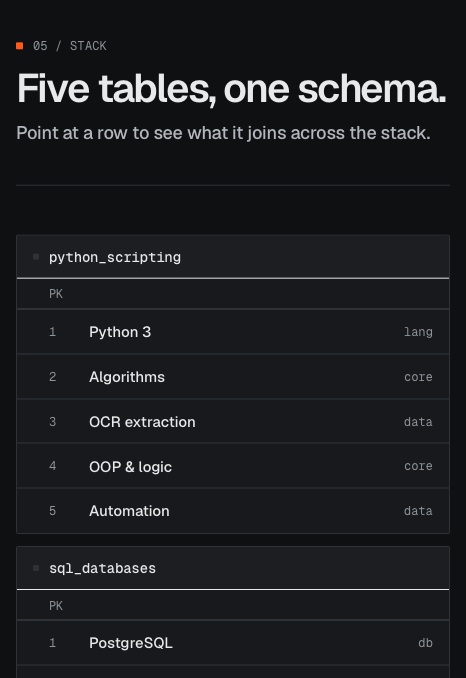 05 / STACK
Five tables, one schema.
Point at a row to see what it joins across the stack.
python_scripting
PK
1 Python 3 lang
2 Algorithms core
3 OCR extraction data
4 OOP & logic core
5 Automation data
sql_databases
PK
1 PostgreSQL db